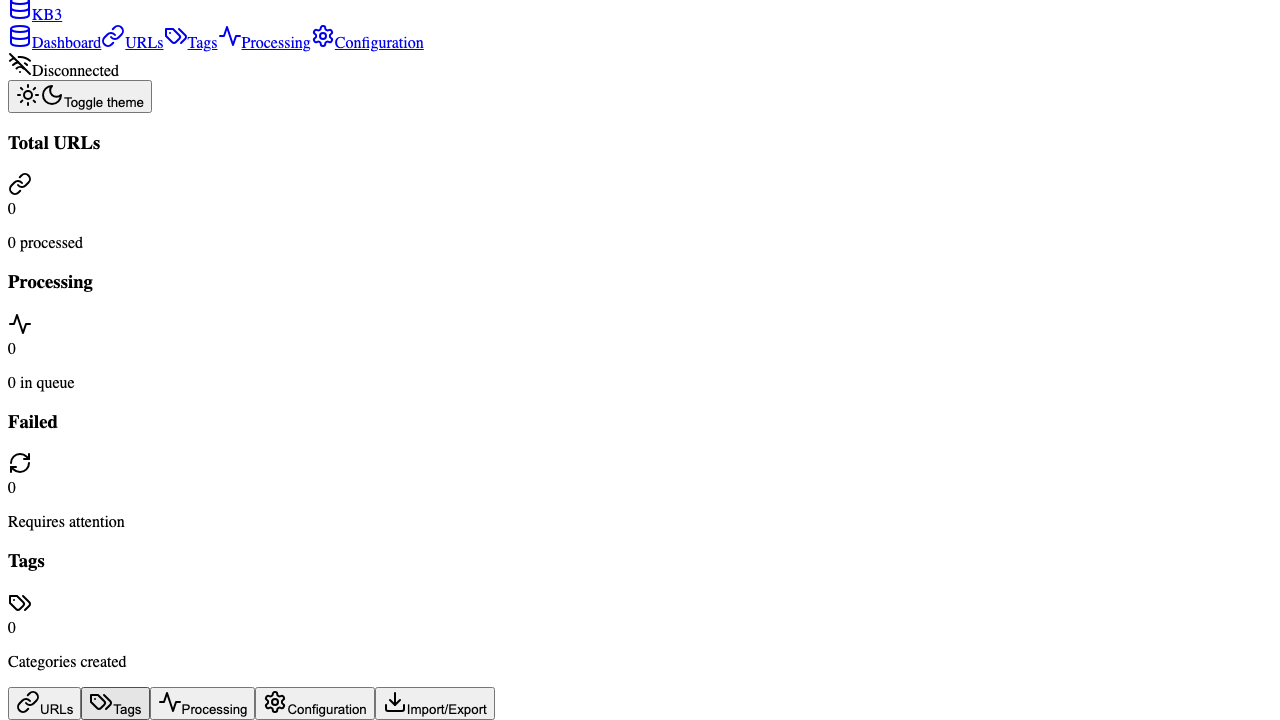 KB3
Dashboard URLs Tags Processing Configuration
Disconnected
Toggle theme
Total URLs
0
0 processed
Processing
0
0 in queue
Failed
0
Requires attention
Tags
0
Categories created
URLs Tags Processing Configuration Import/Export